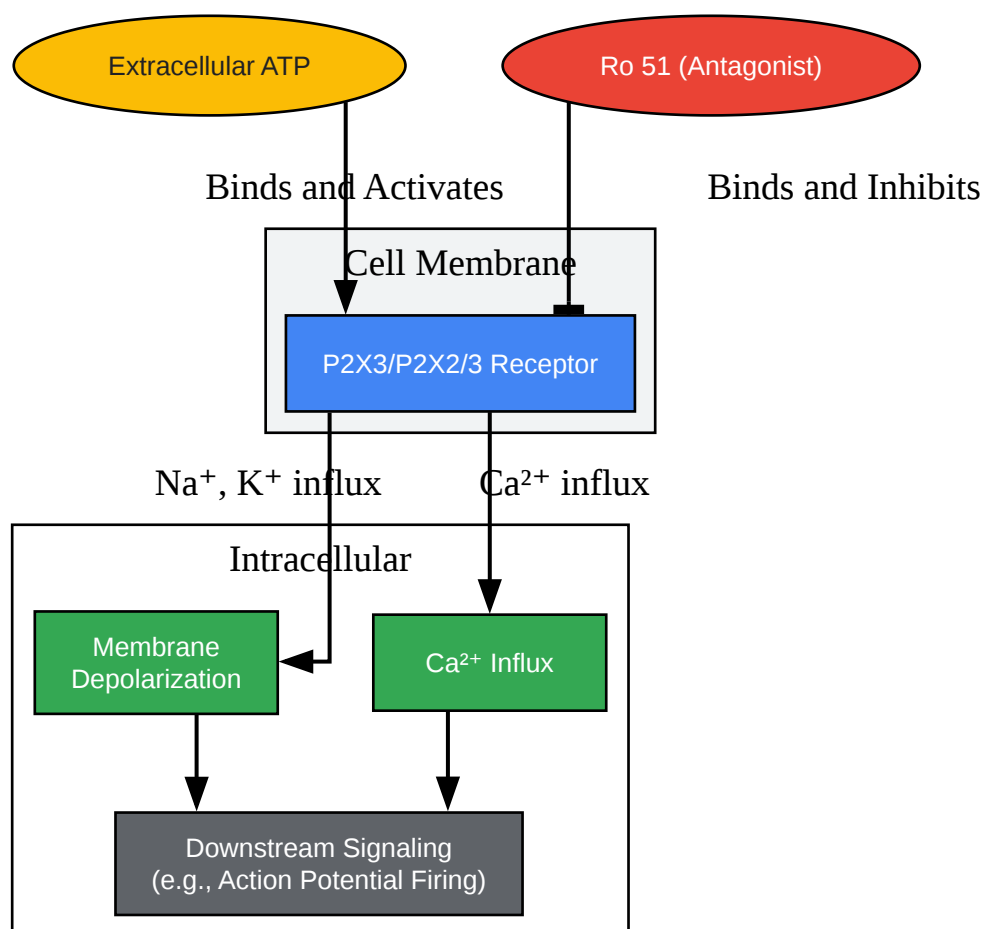 Extracellular ATP
Ro 51 (Antagonist)
Binds and Activates
Binds and Inhibits
Cell Membrane
P2X3/P2X2/3 Receptor
Na⁺, K⁺ influx
Ca²⁺ influx
Intracellular
Membrane
Depolarization
Ca²⁺ Influx
Downstream Signaling
(e.g., Action Potential Firing)